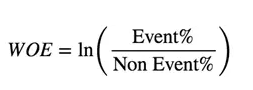 WOE = ln(Event% / Non Event%)